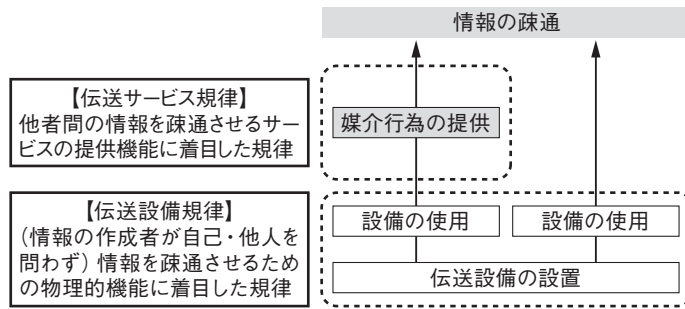 情報の疎通
【伝送サービス規律】
他者間の情報を疎通させるサー
ビスの提供機能に着目した規律
媒介行為の提供
【伝送設備規律】
（情報の作成者が自己・他人を
問わず）情報を疎通させるため
の物理的機能に着目した規律
設備の使用
設備の使用
伝送設備の設置